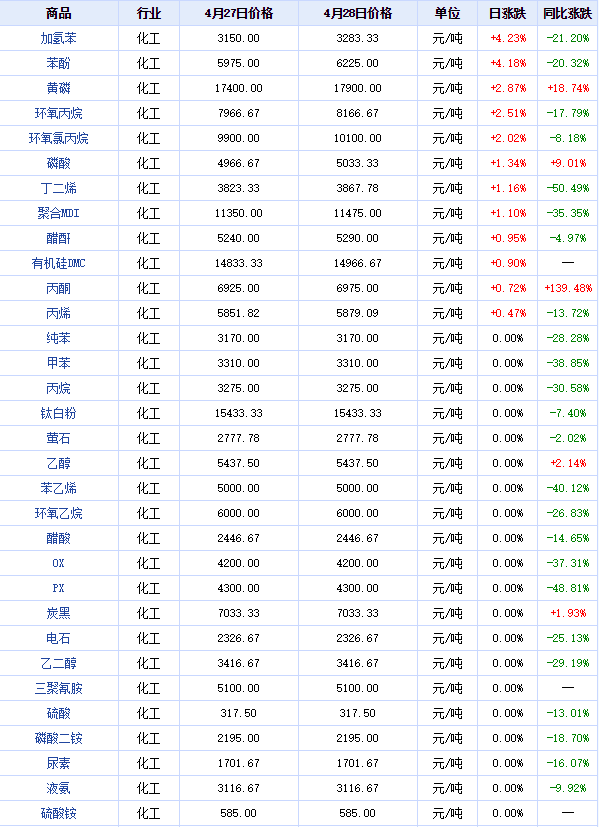 商品 行业 4月27日价格 4月28日价格 单位 日涨跌 同比涨跌
加氢苯 化工 3150.00 3283.33 元/吨 +4.23% -21.20%
苯酚 化工 5975.00 6225.00 元/吨 +4.18% -20.32%
黄磷 化工 17400.00 17900.00 元/吨 +2.87% +18.74%
环氧丙烷 化工 7966.67 8166.67 元/吨 +2.51% -17.79%
环氧氯丙烷 化工 9900.00 10100.00 元/吨 +2.02% -8.18%
磷酸 化工 4966.67 5033.33 元/吨 +1.34% +9.01%
丁二烯 化工 3823.33 3867.78 元/吨 +1.16% -50.49%
聚合MDI 化工 11350.00 11475.00 元/吨 +1.10% -35.35%
醋酐 化工 5240.00 5290.00 元/吨 +0.95% -4.97%
有机硅DMC 化工 14833.33 14966.67 元/吨 +0.90% —
丙酮 化工 6925.00 6975.00 元/吨 +0.72% +139.48%
丙烯 化工 5851.82 5879.09 元/吨 +0.47% -13.72%
纯苯 化工 3170.00 3170.00 元/吨 0.00% -28.28%
甲苯 化工 3310.00 3310.00 元/吨 0.00% -38.85%
丙烷 化工 3275.00 3275.00 元/吨 0.00% -30.58%
钛白粉 化工 15433.33 15433.33 元/吨 0.00% -7.40%
萤石 化工 2777.78 2777.78 元/吨 0.00% -2.02%
乙醇 化工 5437.50 5437.50 元/吨 0.00% +2.14%
苯乙烯 化工 5000.00 5000.00 元/吨 0.00% -40.12%
环氧乙烷 化工 6000.00 6000.00 元/吨 0.00% -26.83%
醋酸 化工 2446.67 2446.67 元/吨 0.00% -14.65%
OX 化工 4200.00 4200.00 元/吨 0.00% -37.31%
PX 化工 4300.00 4300.00 元/吨 0.00% -48.81%
炭黑 化工 7033.33 7033.33 元/吨 0.00% +1.93%
电石 化工 2326.67 2326.67 元/吨 0.00% -25.13%
乙二醇 化工 3416.67 3416.67 元/吨 0.00% -29.19%
三聚氰胺 化工 5100.00 5100.00 元/吨 0.00% —
硫酸 化工 317.50 317.50 元/吨 0.00% -13.01%
磷酸二铵 化工 2195.00 2195.00 元/吨 0.00% -18.70%
尿素 化工 1701.67 1701.67 元/吨 0.00% -16.07%
液氨 化工 3116.67 3116.67 元/吨 0.00% -9.92%
硫酸铵 化工 585.00 585.00 元/吨 0.00% —